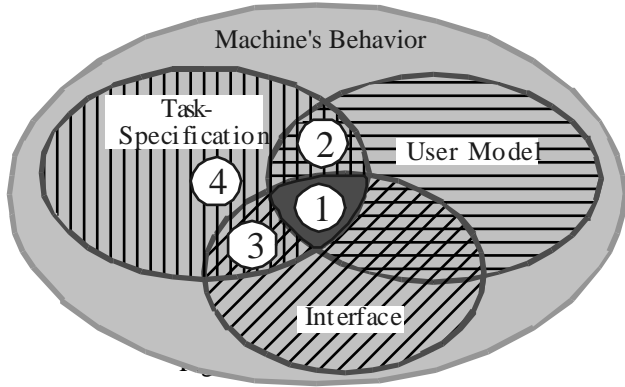 Machine's Behavior
Task-
Specification
2
User Model
4
1
3
Interface